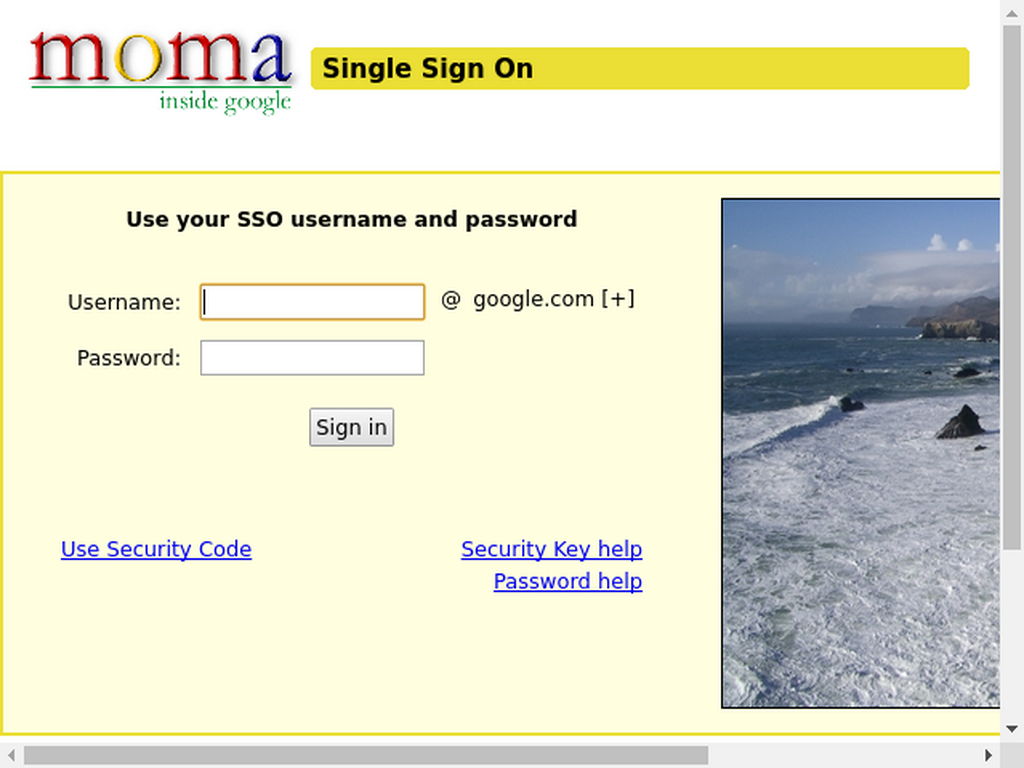 moma
inside google
Single Sign On
Use your SSO username and password
Username: @ google.com [+]
Password:
Sign in
Use Security Code
Security Key help
Password help